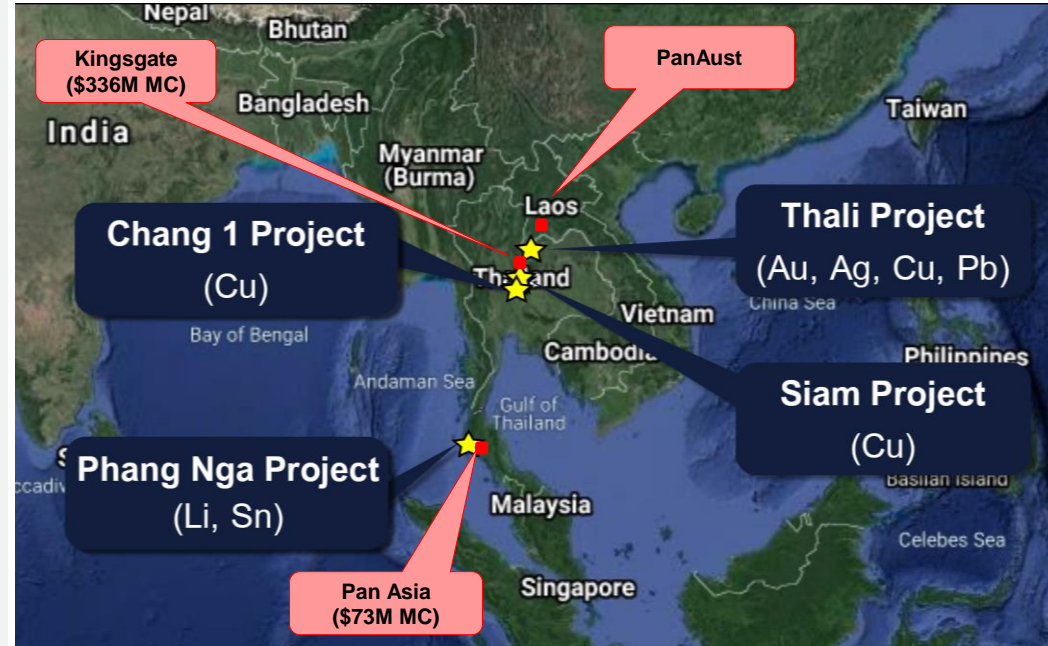 Nepal
Bhutan
Kingsgate
($336M MC)
PanAust
Bangladesh
Taiwan
India
Myanmar
(Burma)
Laos
Chang 1 Project
(Cu)
Thali Project
(Au, Ag, Cu, Pb)
Thailand
China Sea
Vietnam
Bay of Bengal
Cambodia
Philippines
Andaman Sea
Siam Project
(Cu)
Gulf of
Thailand
Phang Nga Project
(Li, Sn)
Basilan Island
Malaysia
Celebes Sea
Pan Asia
($73M MC)
Singapore